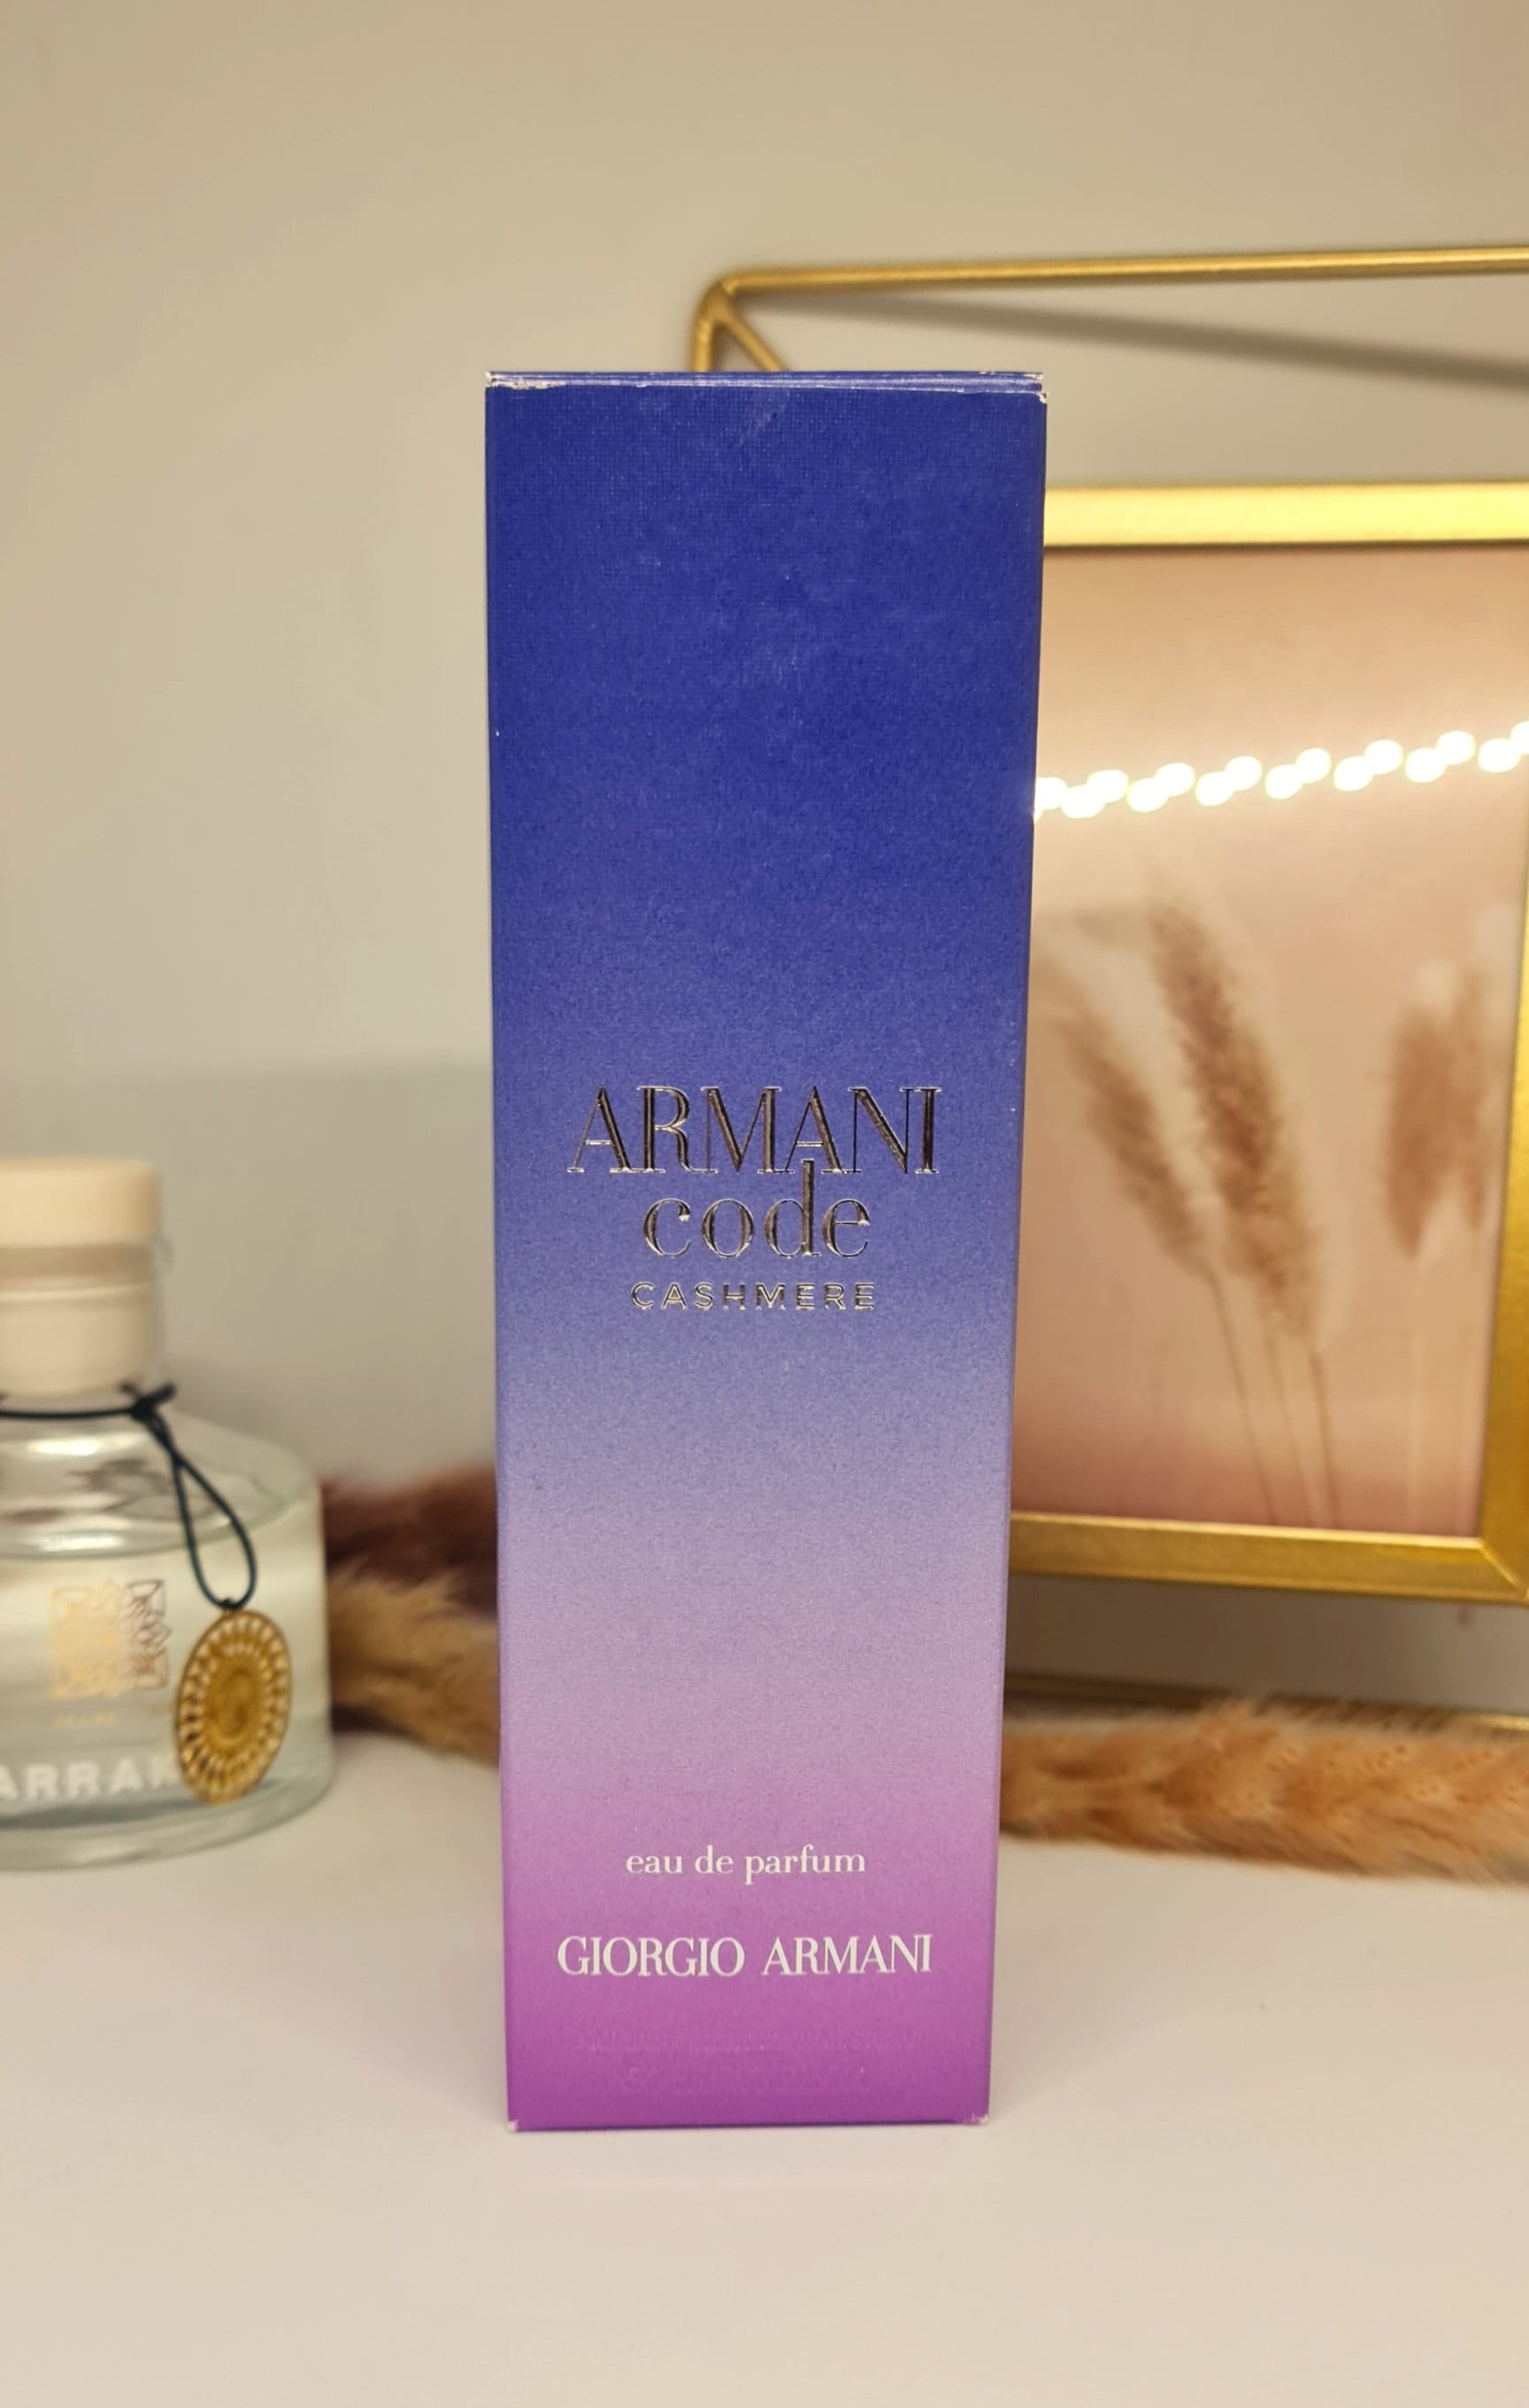 ARMANI
code
CASHMERE
eau de parfum
GIORGIO ARMANI